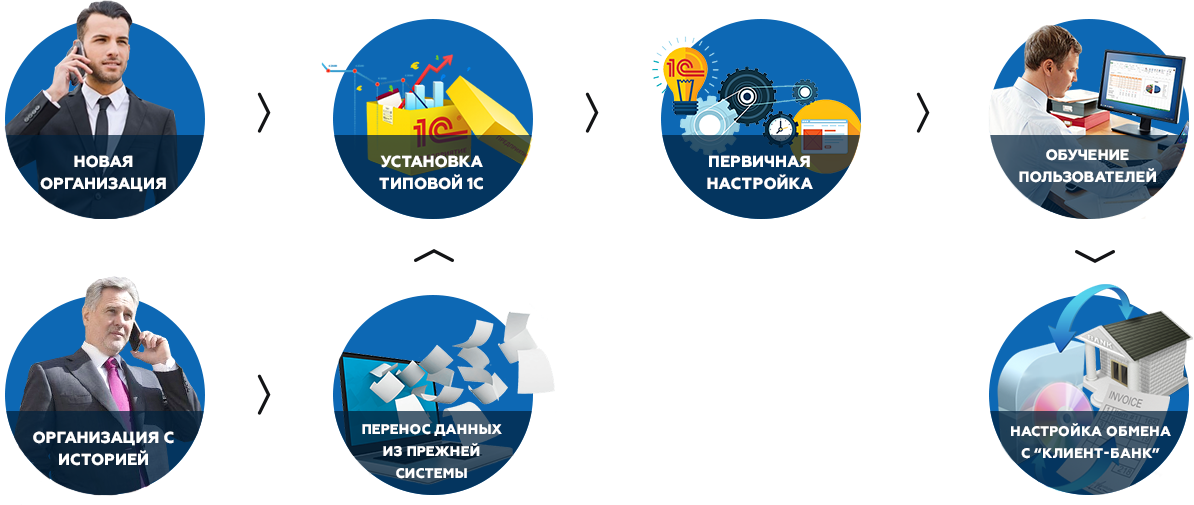 НОВАЯ
ОРГАНИЗАЦИЯ
1С
УСТАНОВКА
ТИПОВОЙ 1С
1С
ПЕРВИЧНАЯ
НАСТРОЙКА
ОБУЧЕНИЕ
ПОЛЬЗОВАТЕЛЕЙ
ОРГАНИЗАЦИЯ С
ИСТОРИЕЙ
ПЕРЕНОС ДАННЫХ
ИЗ ПРЕЖНЕЙ
СИСТЕМЫ
BANK
INVOICE
НАСТРОЙКА ОБМЕНА
С “КЛИЕНТ-БАНК”